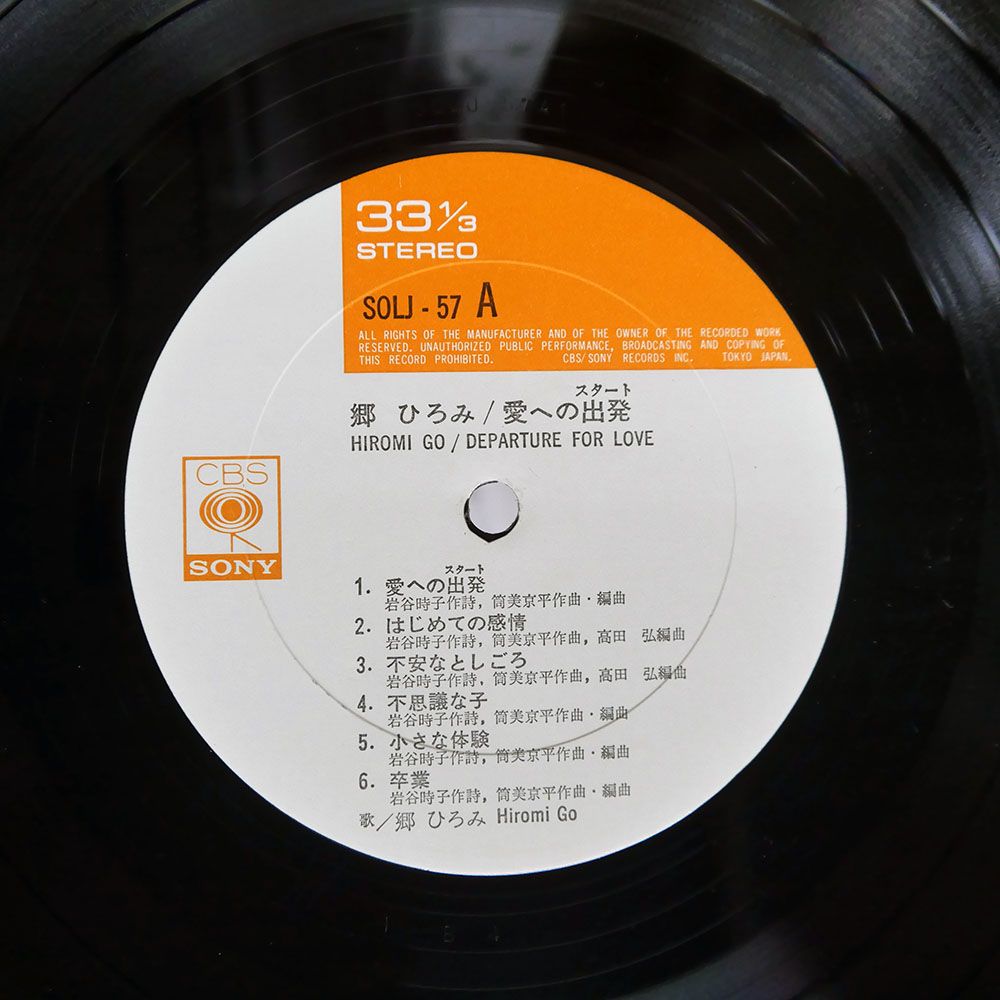 33 1/3
STEREO
SOLJ - 57 A
ALL RIGHTS OF THE MANUFACTURER AND OF THE OWNER OF THE RECORDED WORK
RESERVED. UNAUTHORIZED PUBLIC PERFORMANCE, BROADCASTING AND COPYING OF
THIS RECORD PROHIBITED. CBS/SONY RECORDS INC. TOKYO JAPAN.
スタート
郷 ひろみ/愛への出発
HIROMI GO/DEPARTURE FOR LOVE
CBS
SONY
スタート
1. 愛への出発
岩谷時子作詩, 筒美京平作曲・編曲
2. はじめての感情
岩谷時子作詩, 筒美京平作曲, 高田 弘編曲
3. 不安なとしごろ
岩谷時子作詩, 筒美京平作曲, 高田 弘編曲
4. 不思議な子
岩谷時子作詩, 筒美京平作曲・編曲
5. 小さな体験
岩谷時子作詩, 筒美京平作曲・編曲
6. 卒業
岩谷時子作詩, 筒美京平作曲・編曲
歌/郷 ひろみ Hiromi Go